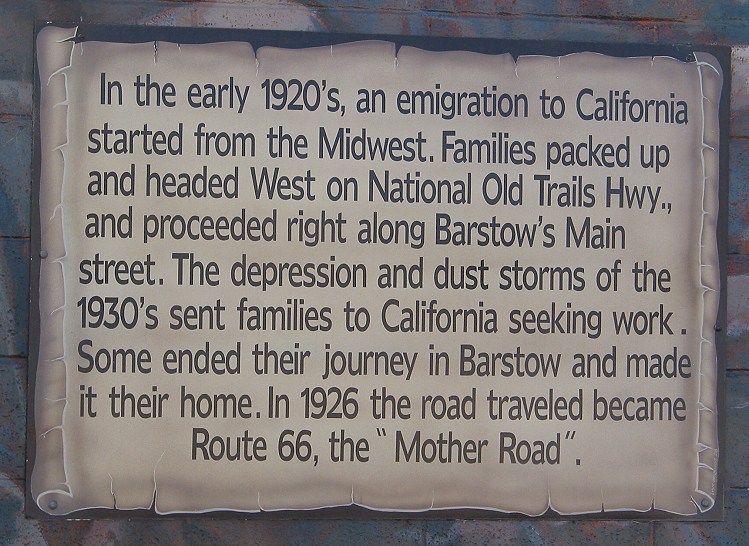 In the early 1920's, an emigration to California
started from the Midwest. Families packed up
and headed West on National Old Trails Hwy.,
and proceeded right along Barstow's Main
street. The depression and dust storms of the
1930's sent families to California seeking work.
Some ended their journey in Barstow and made
it their home. In 1926 the road traveled became
Route 66, the "Mother Road".